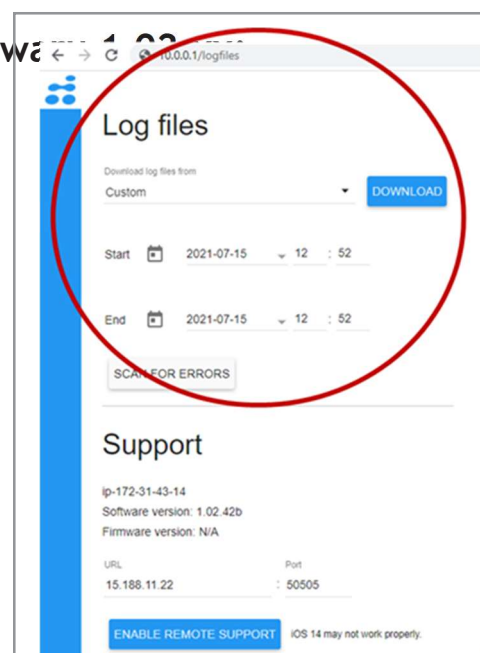 10.0.0.1/logfiles
Log files
Download log files from
Custom
DOWNLOAD
Start 2021-07-15 12 : 52
End 2021-07-15 12 : 52
SCAN FOR ERRORS
Support
ip-172-31-43-14
Software version: 1.02.42b
Firmware version: N/A
URL Port
15.188.11.22 : 50505
ENABLE REMOTE SUPPORT iOS 14 may not work properly.